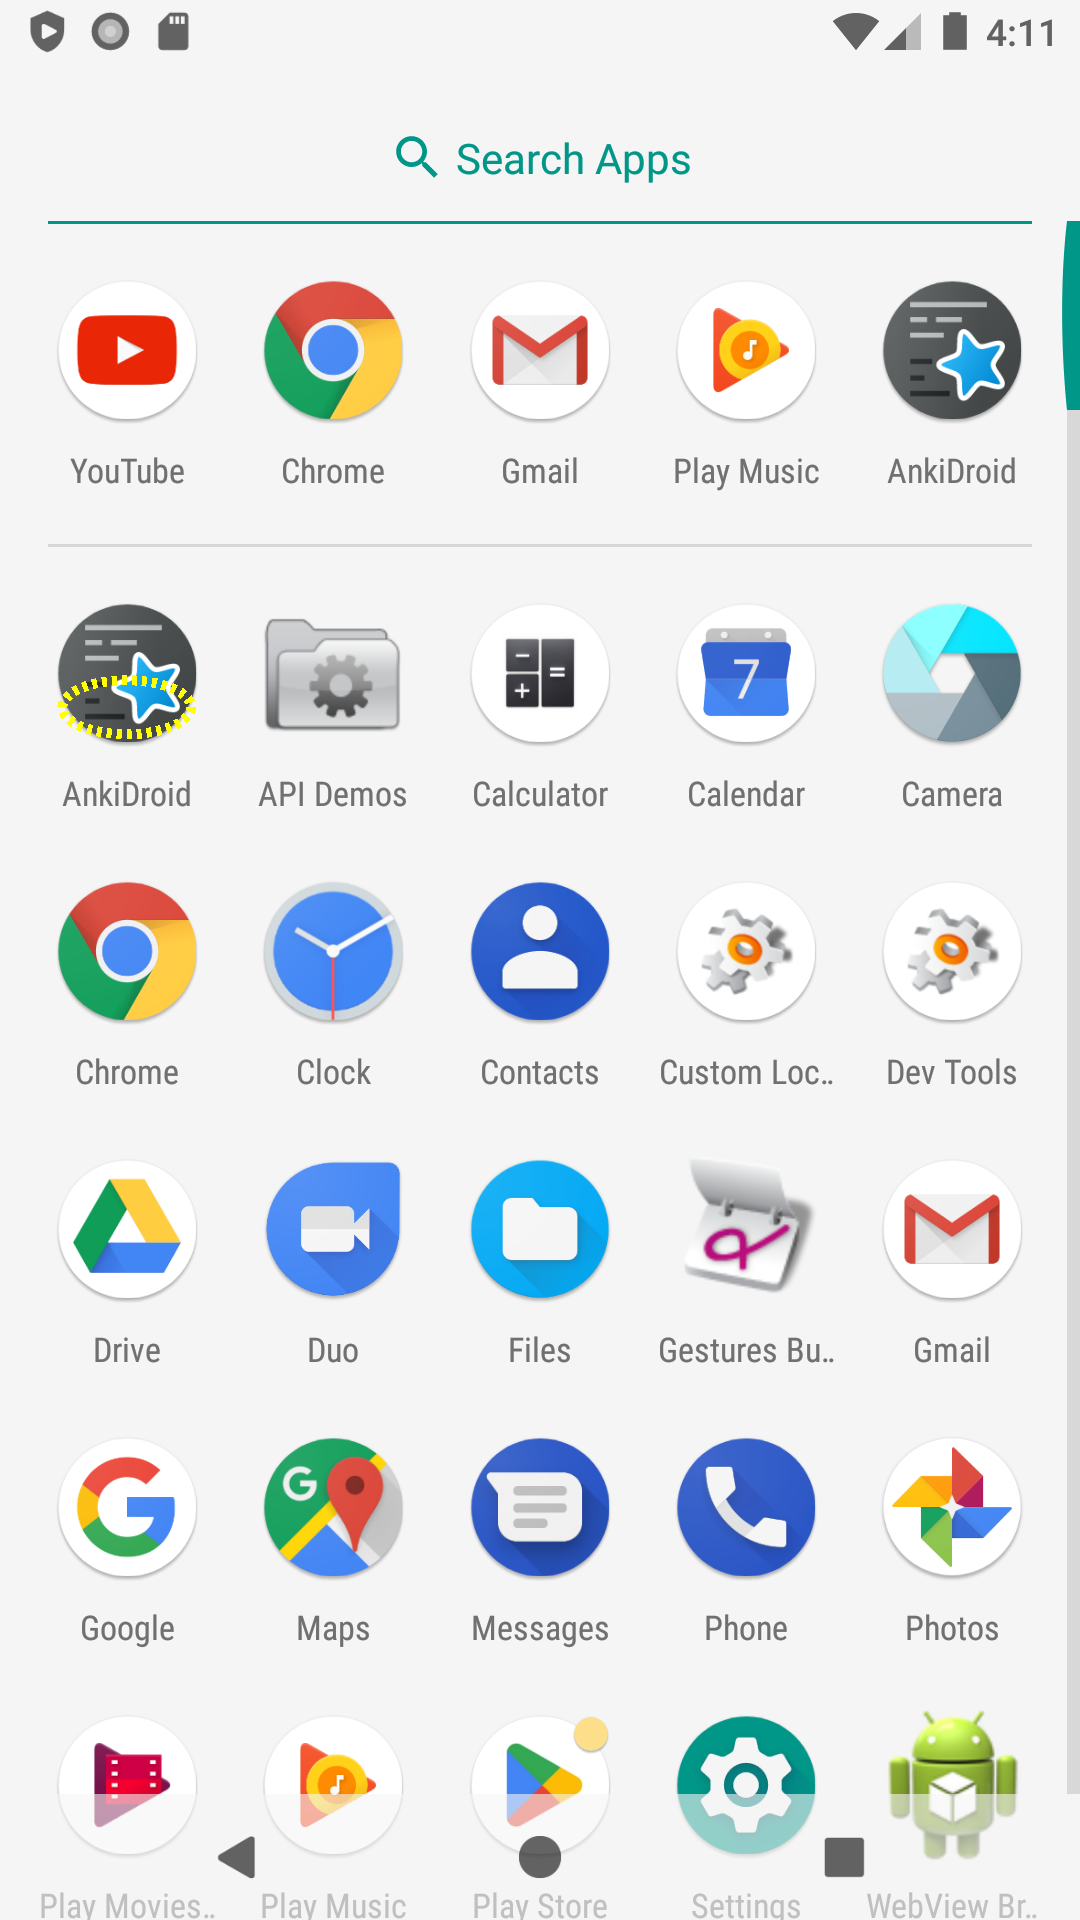 4:11
Search Apps
YouTube Chrome Gmail Play Music AnkiDroid
AnkiDroid API Demos Calculator Calendar Camera
Chrome Clock Contacts Custom Loc.. Dev Tools
Drive Duo Files Gestures Bu.. Gmail
Google Maps Messages Phone Photos
Play Movies.. Play Music Play Store Settings WebView Br..